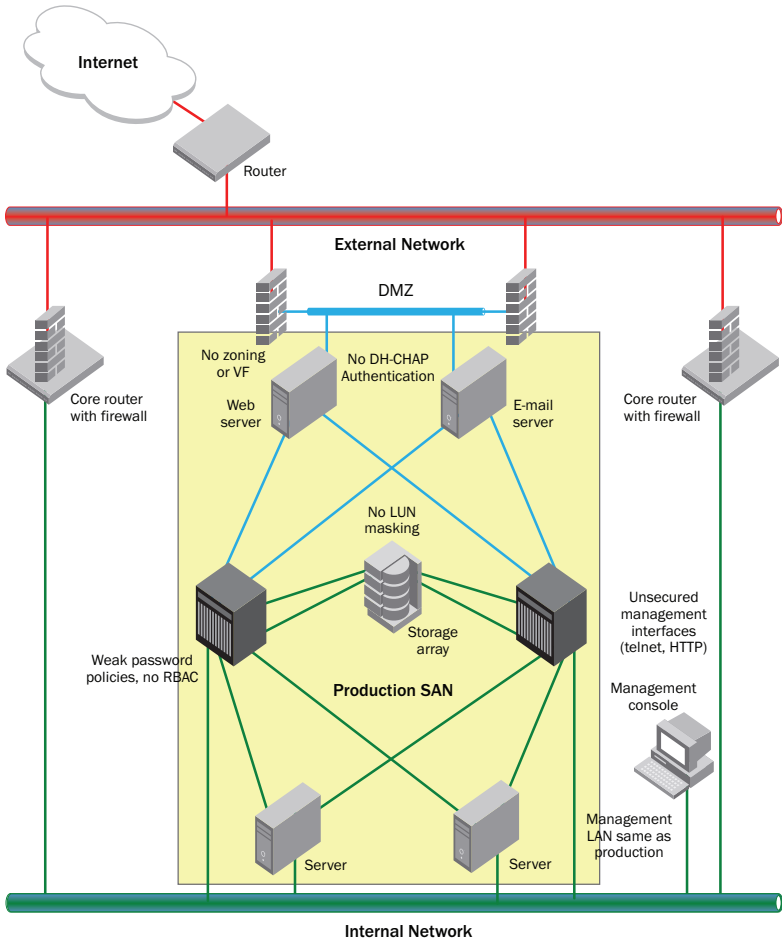 Internet
Router
External Network
DMZ
No zoning
or VF
No DH-CHAP
Authentication
Core router
with firewall
Web
server
E-mail
server
Core router
with firewall
No LUN
masking
Storage
array
Unsecured
management
interfaces
(telnet, HTTP)
Weak password
policies, no RBAC
Production SAN
Management
console
Management
LAN same as
production
Server
Server
Internal Network